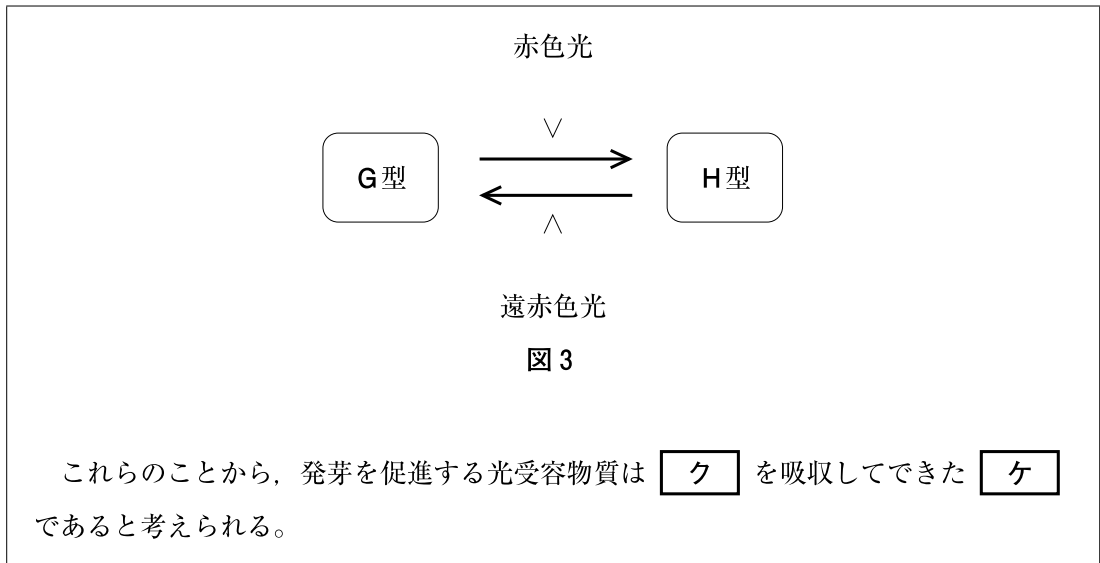 赤色光
G型 H型
遠赤色光
図3
これらのことから，発芽を促進する光受容物質は ク を吸収してできた ケ
であると考えられる。